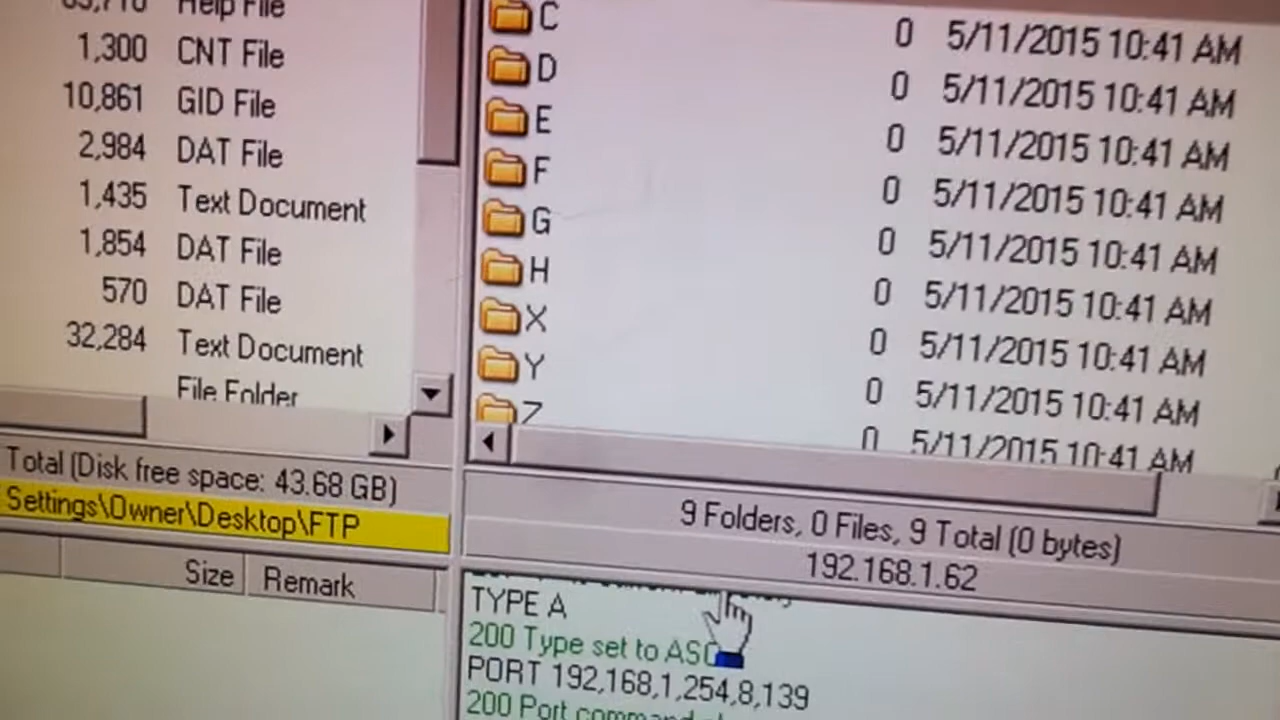 Help File
1,300 CNT File
10,861 GID File
2,984 DAT File
1,435 Text Document
1,854 DAT File
570 DAT File
32,284 Text Document
File Folder
Total (Disk free space: 43.68 GB)
Settings\Owner\Desktop\FTP
Size Remark
C 0 5/11/2015 10:41 AM
D 0 5/11/2015 10:41 AM
E 0 5/11/2015 10:41 AM
F 0 5/11/2015 10:41 AM
G 0 5/11/2015 10:41 AM
H 0 5/11/2015 10:41 AM
X 0 5/11/2015 10:41 AM
Y 0 5/11/2015 10:41 AM
Z 0 5/11/2015 10:41 AM
9 Folders, 0 Files, 9 Total (0 bytes)
192.168.1.62
TYPE A
200 Type set to ASC
PORT 192,168,1,254,8,139
200 Port command